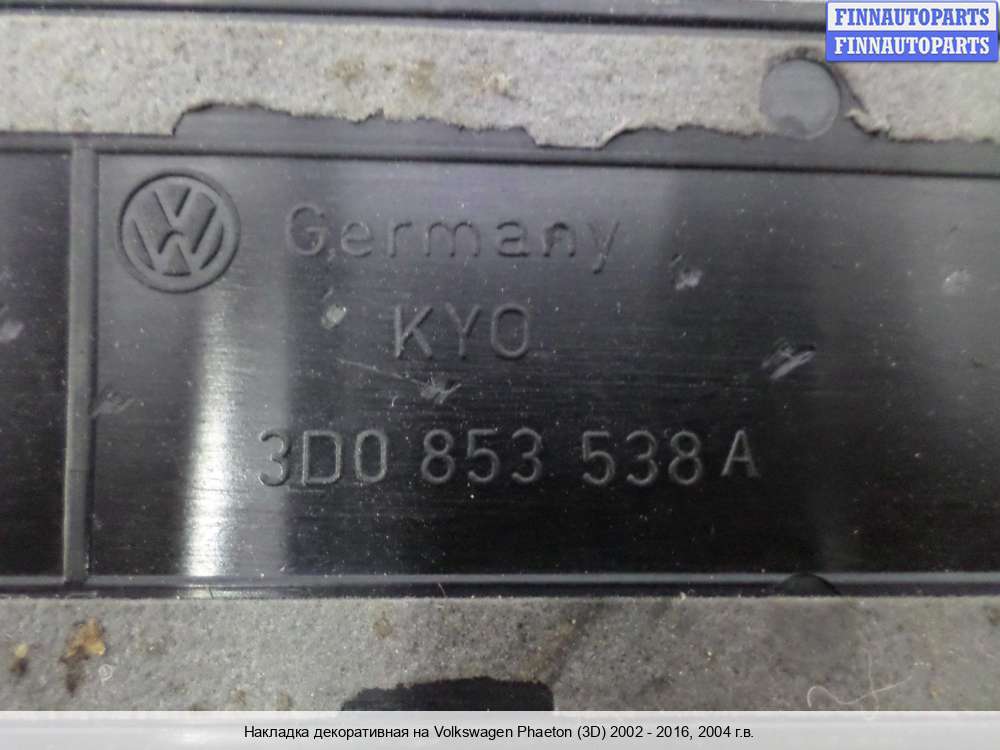 FINNAUTOPARTS
FINNAUTOPARTS
Germany
KYO
3D0 853 538 A
Накладка декоративная на Volkswagen Phaeton (3D) 2002 - 2016, 2004 г.в.